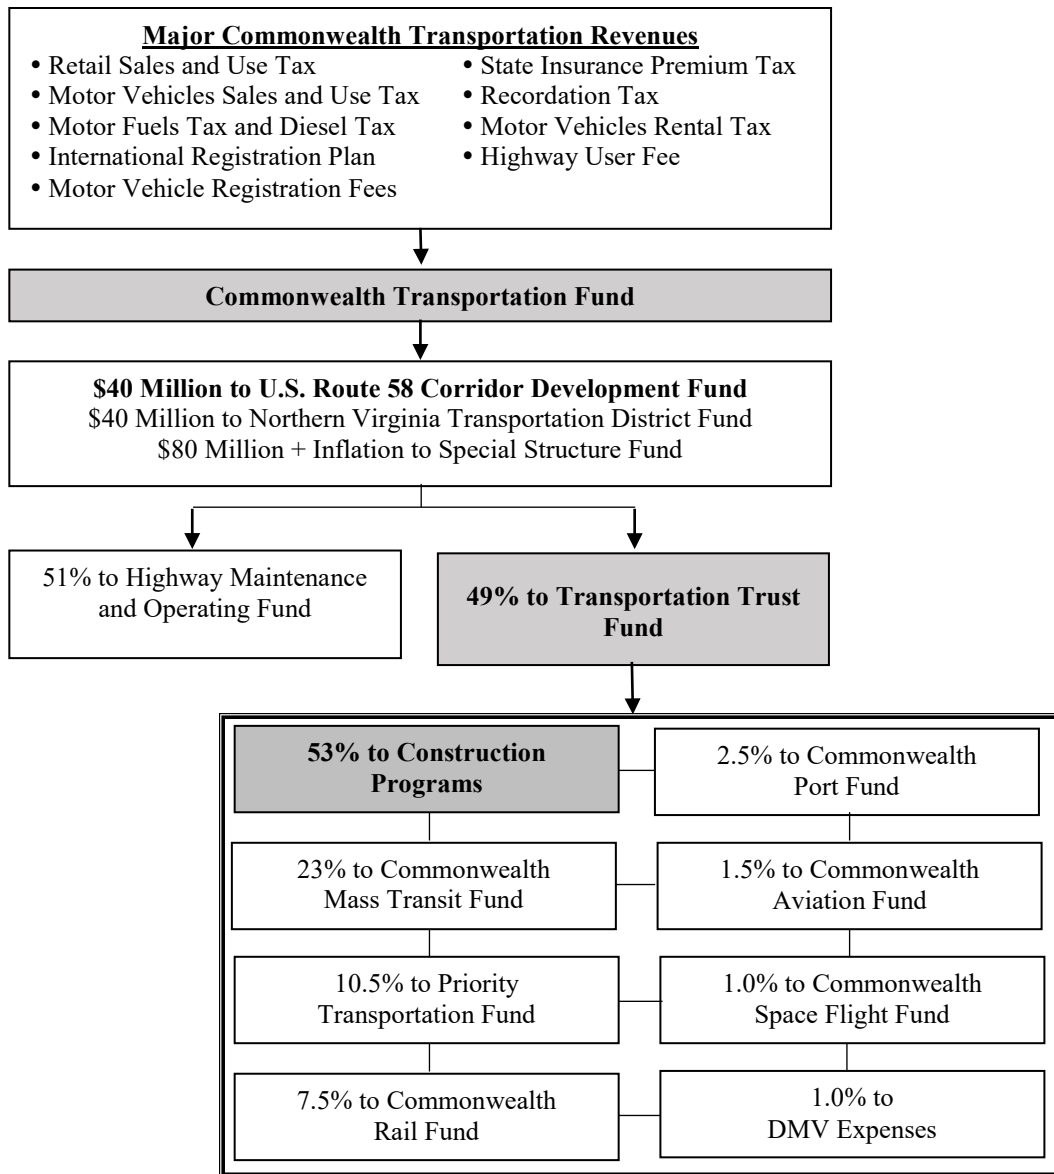 Major Commonwealth Transportation Revenues
• Retail Sales and Use Tax
• Motor Vehicles Sales and Use Tax
• Motor Fuels Tax and Diesel Tax
• International Registration Plan
• Motor Vehicle Registration Fees
• State Insurance Premium Tax
• Recordation Tax
• Motor Vehicles Rental Tax
• Highway User Fee
Commonwealth Transportation Fund
$40 Million to U.S. Route 58 Corridor Development Fund
$40 Million to Northern Virginia Transportation District Fund
$80 Million + Inflation to Special Structure Fund
51% to Highway Maintenance
and Operating Fund
49% to Transportation Trust
Fund
53% to Construction
Programs
2.5% to Commonwealth
Port Fund
23% to Commonwealth
Mass Transit Fund
1.5% to Commonwealth
Aviation Fund
10.5% to Priority
Transportation Fund
1.0% to Commonwealth
Space Flight Fund
7.5% to Commonwealth
Rail Fund
1.0% to
DMV Expenses